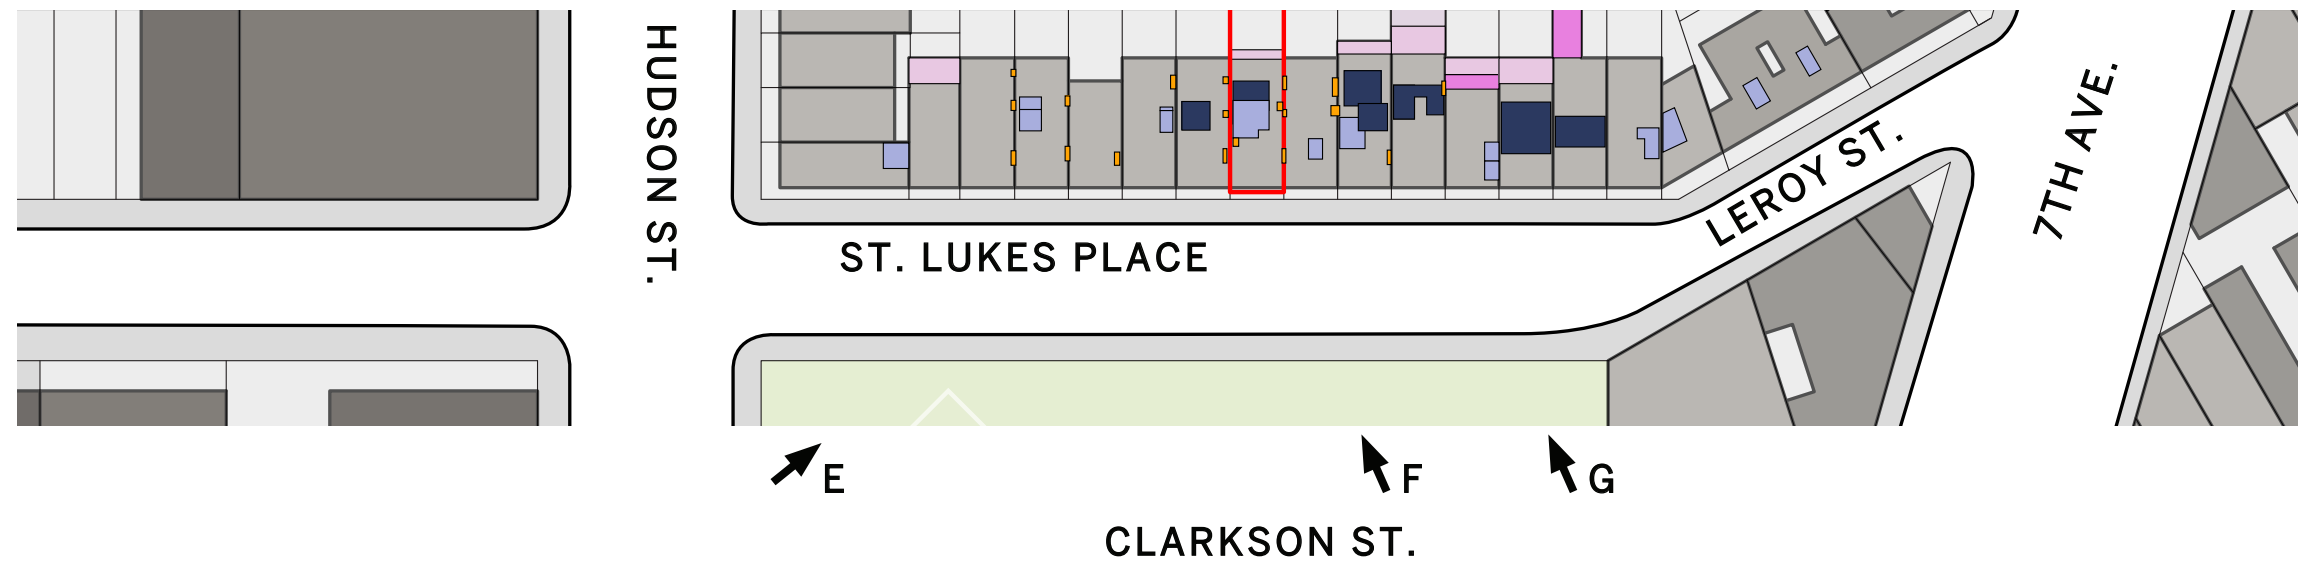 HUDSON ST.
ST. LUKES PLACE
LEROY ST.
7TH AVE.
E
F
G
CLARKSON ST.